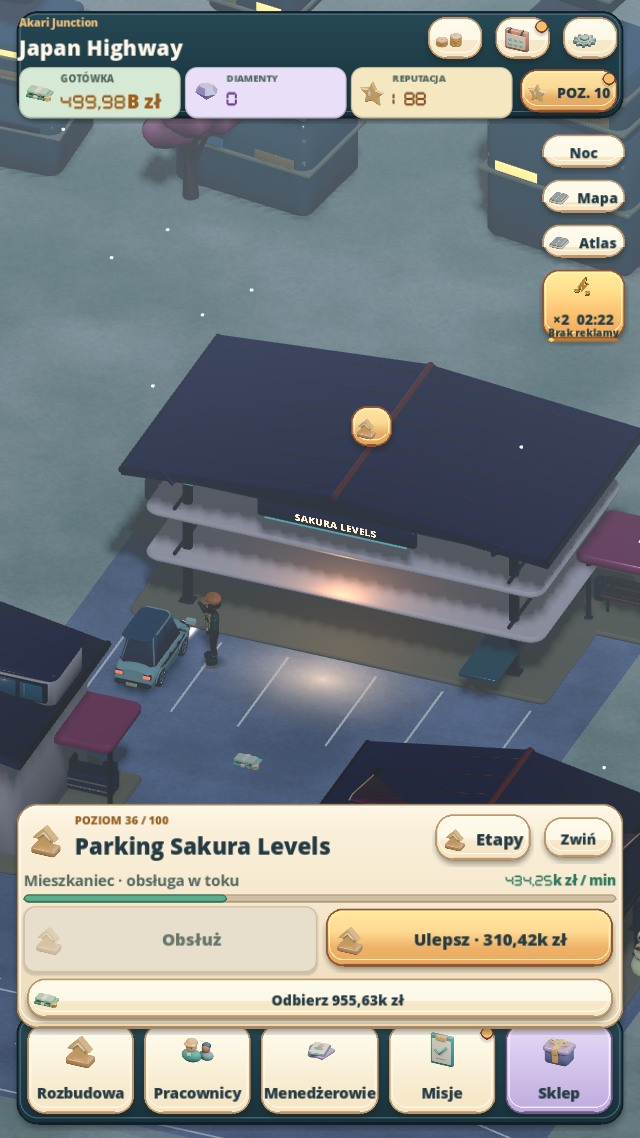 Akari Junction
Japan Highway
GOTÓWKA
499,98B zł
DIAMENTY
0
REPUTACJA
188
POZ. 10
Noc
Mapa
Atlas
×2 02:22
Brak reklamy
SAKURA LEVELS
POZIOM 36 / 100
Parking Sakura Levels
Etapy
Zwiń
Mieszkaniec · obsługa w toku
434,25k zł / min
Obsłuż
Ulepsz · 310,42k zł
Odbierz 955,63k zł
Rozbudowa
Pracownicy
Menedżerowie
Misje
Sklep